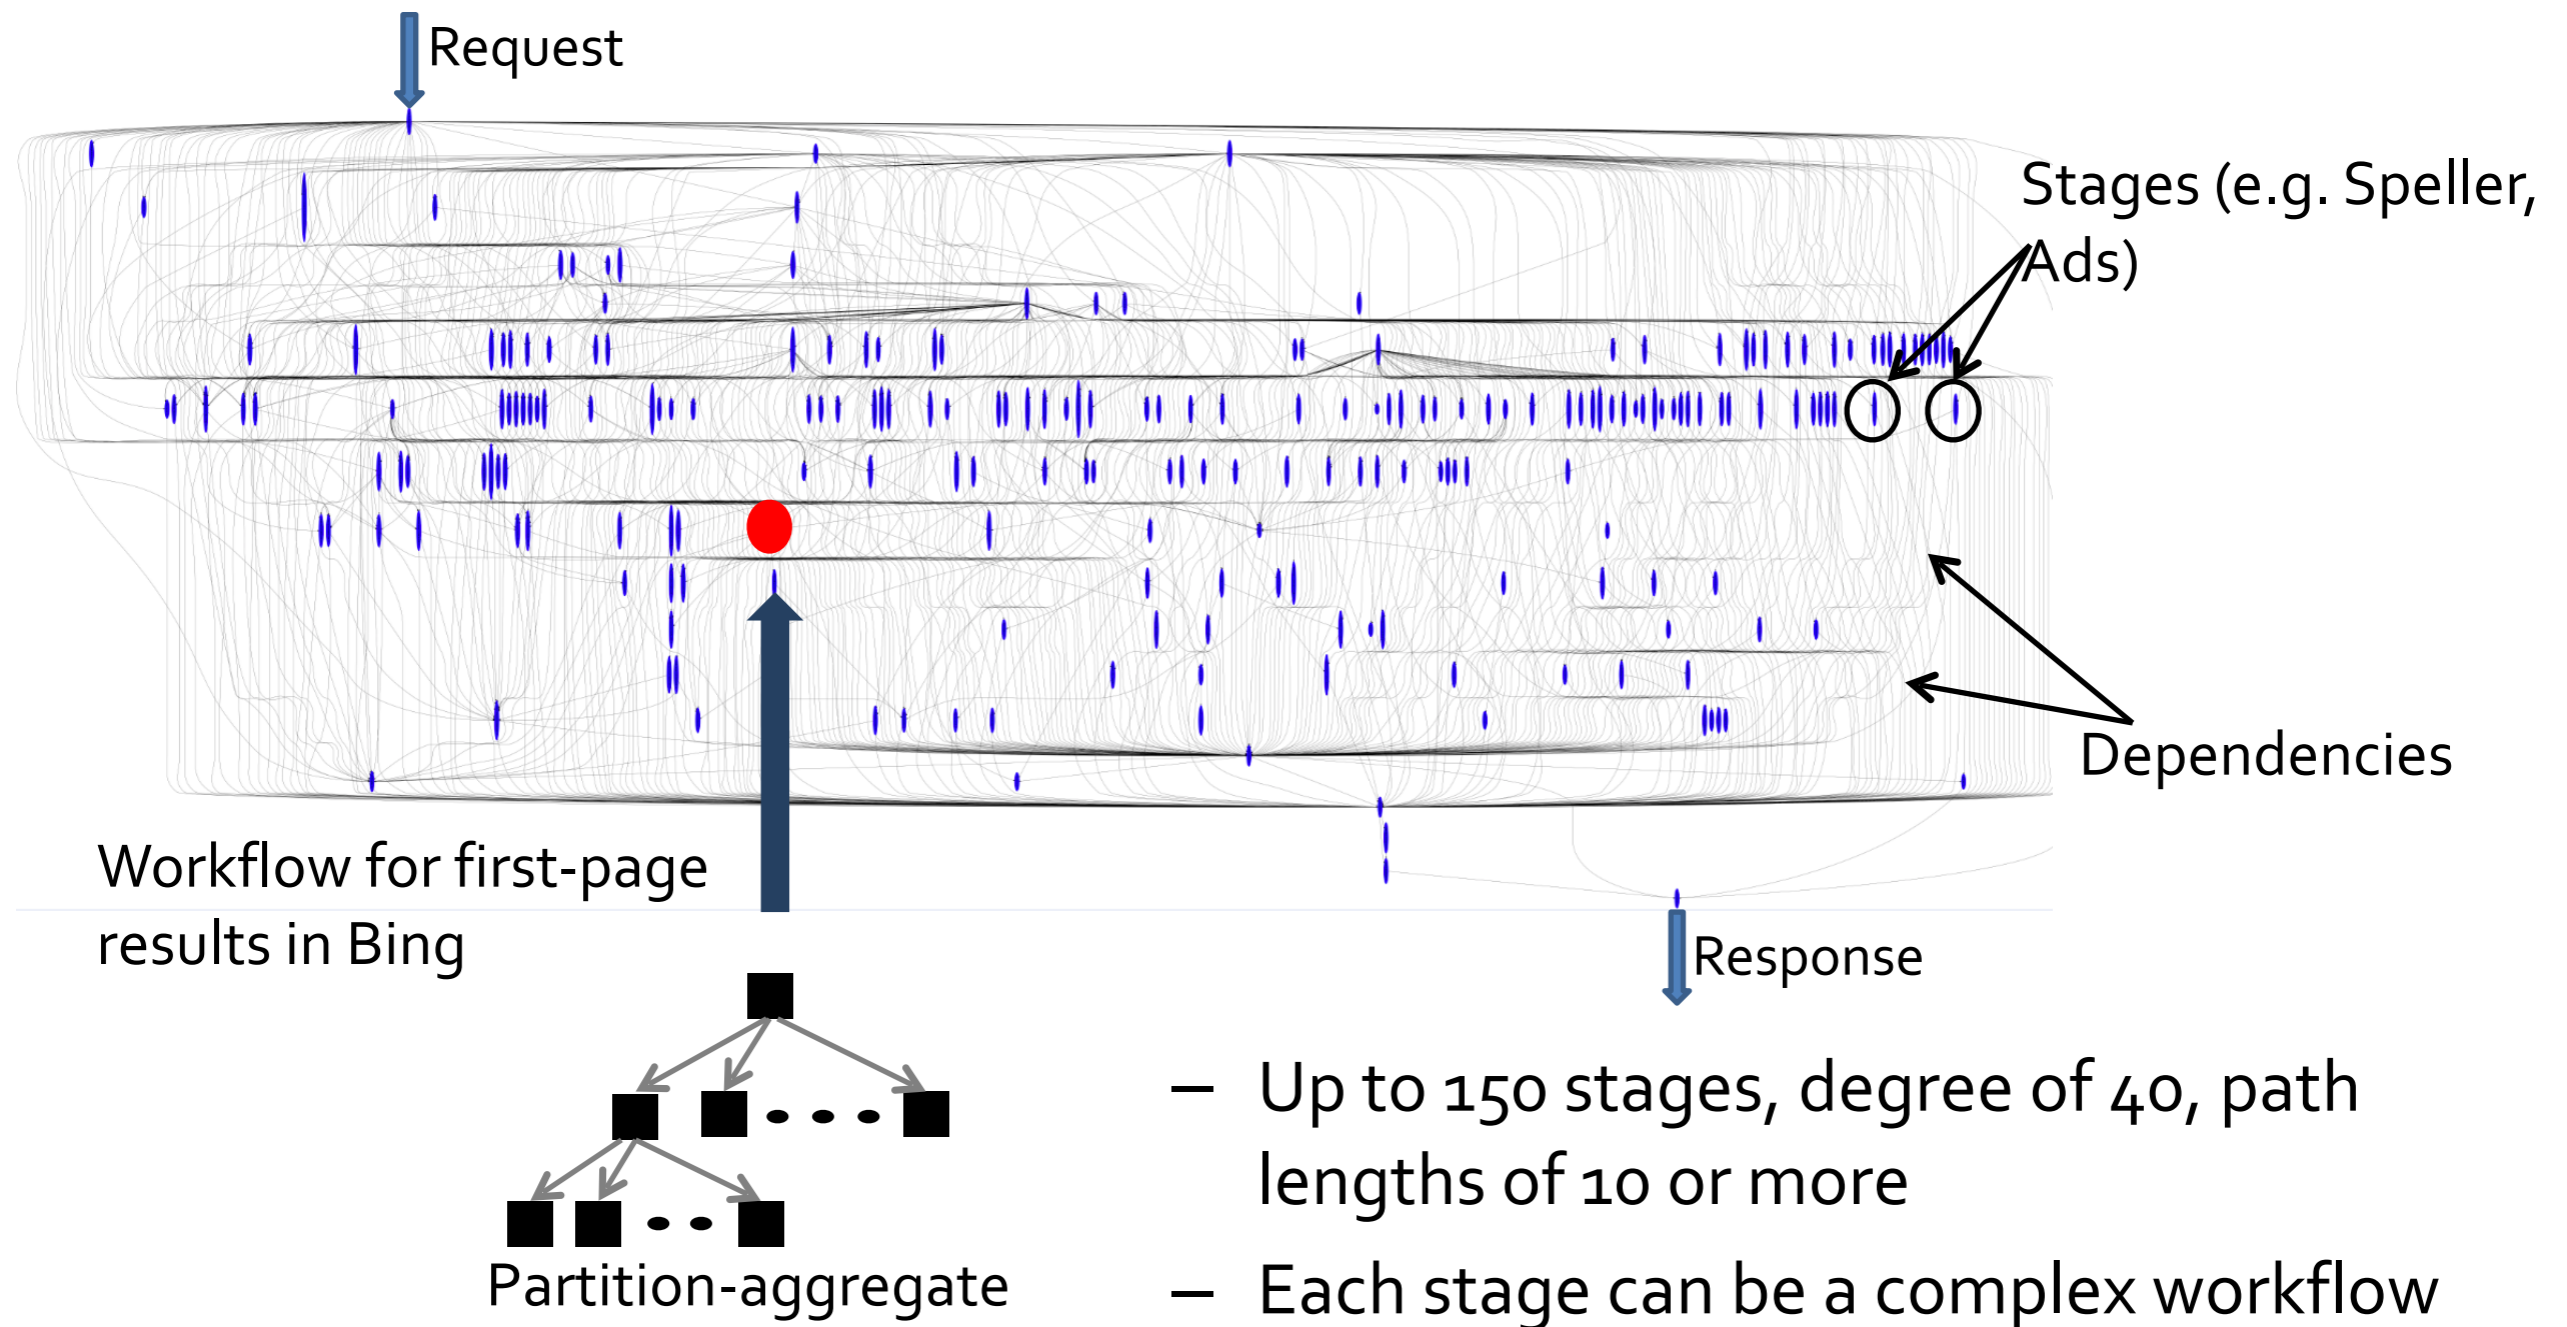 Request
Stages (e.g. Speller,
Ads)
Dependencies
Workflow for first-page
results in Bing
Response
Partition-aggregate
– Up to 150 stages, degree of 40, path
lengths of 10 or more
– Each stage can be a complex workflow